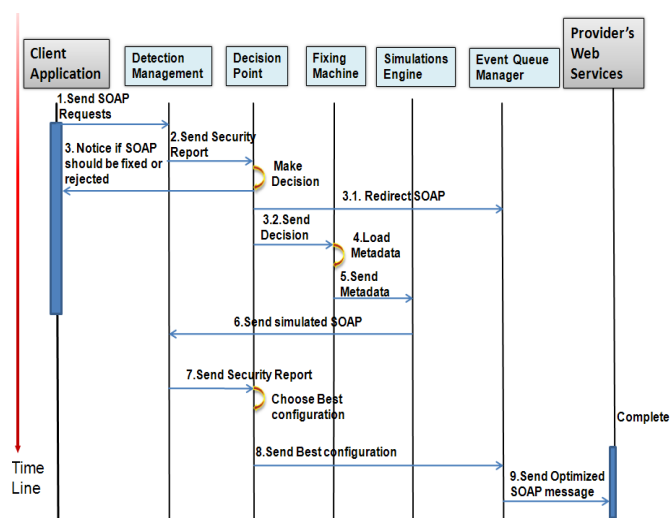 Client
Application
Detection
Management
Decision
Point
Fixing
Machine
Simulations
Engine
Event Queue
Manager
Provider's
Web
Services
1.Send SOAP
Requests
2.Send Security
Report
3. Notice if SOAP
should be fixed or
rejected
Make
Decision
3.1. Redirect SOAP
3.2.Send
Decision
4.Load
Metadata
5.Send
Metadata
6.Send simulated SOAP
7.Send Security Report
Choose Best
configuration
Complete
8.Send Best configuration
9.Send Optimized
SOAP message
Time
Line